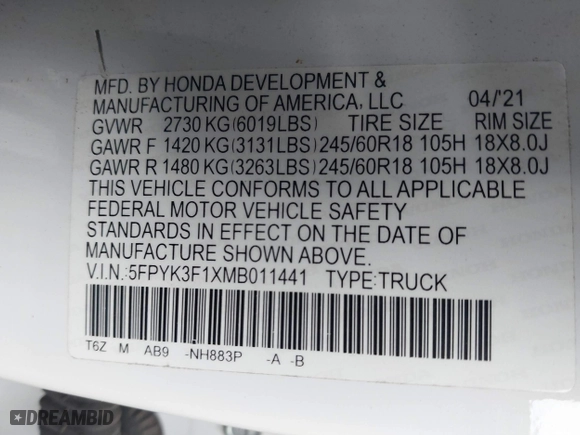 MFD. BY HONDA DEVELOPMENT &
MANUFACTURING OF AMERICA, LLC 04/'21
GVWR 2730 KG(6019LBS) TIRE SIZE RIM SIZE
GAWR F 1420 KG(3131LBS)245/60R18 105H 18X8.0J
GAWR R 1480 KG(3263LBS)245/60R18 105H 18X8.0J
THIS VEHICLE CONFORMS TO ALL APPLICABLE
FEDERAL MOTOR VEHICLE SAFETY
STANDARDS IN EFFECT ON THE DATE OF
MANUFACTURE SHOWN ABOVE.
V.I.N.:5FPYK3F1XMB011441 TYPE:TRUCK
T6Z M AB9 -NH883P -A -B
DREAMBID